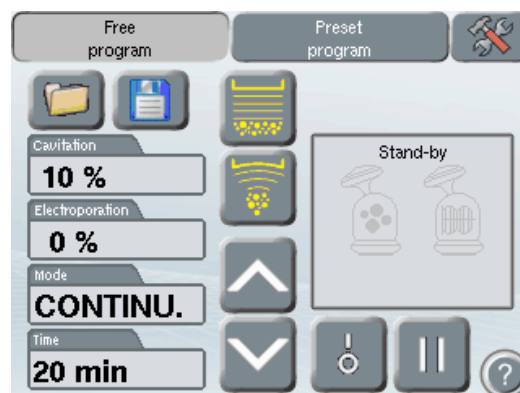 Free
program
Preset
program
Cavitation
10 %
Electroporation
0 %
Mode
CONTINU.
Time
20 min
Stand-by
?